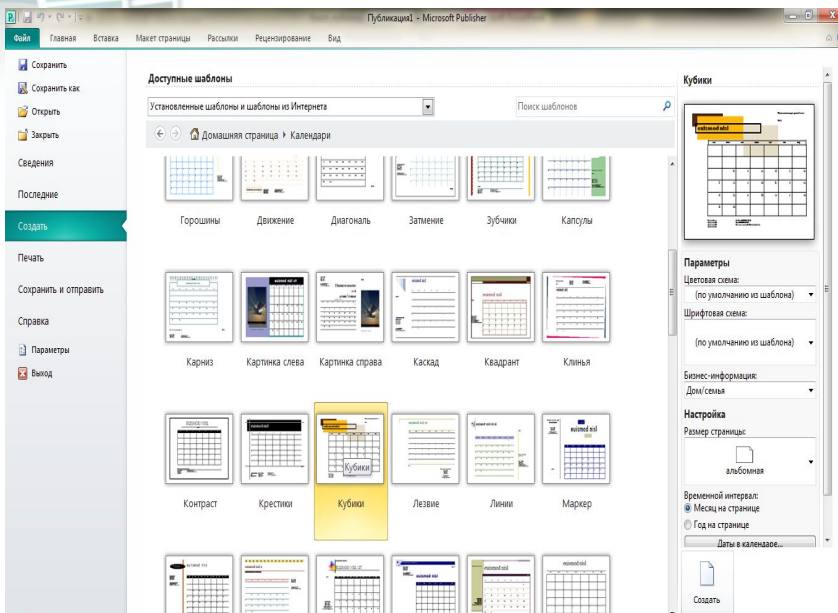 Публикация1 - Microsoft Publisher
Файл Главная Вставка Макет страницы Рассылки Рецензирование Вид
Сохранить
Сохранить как
Открыть
Закрыть
Сведения
Последние
Создать
Печать
Сохранить и отправить
Справка
Параметры
Выход
Доступные шаблоны
Установленные шаблоны и шаблоны из Интернета
Поиск шаблонов
Домашняя страница Календари
Горошины Движение Диагональ Затмение Зубчики Капсулы
Карниз Картинка слева Картинка справа Каскад Квадрант Клинья
Кубики
Контраст Крестики Кубики Лезвие Линии Маркер
Кубики
euismod nisl
Параметры
Цветовая схема:
(по умолчанию из шаблона)
Шрифтовая схема:
(по умолчанию из шаблона)
Бизнес-информация:
Дом/семья
Настройка
Размер страницы:
альбомная
Временной интервал:
Месяц на странице
Год на странице
Даты в календаре...
Создать